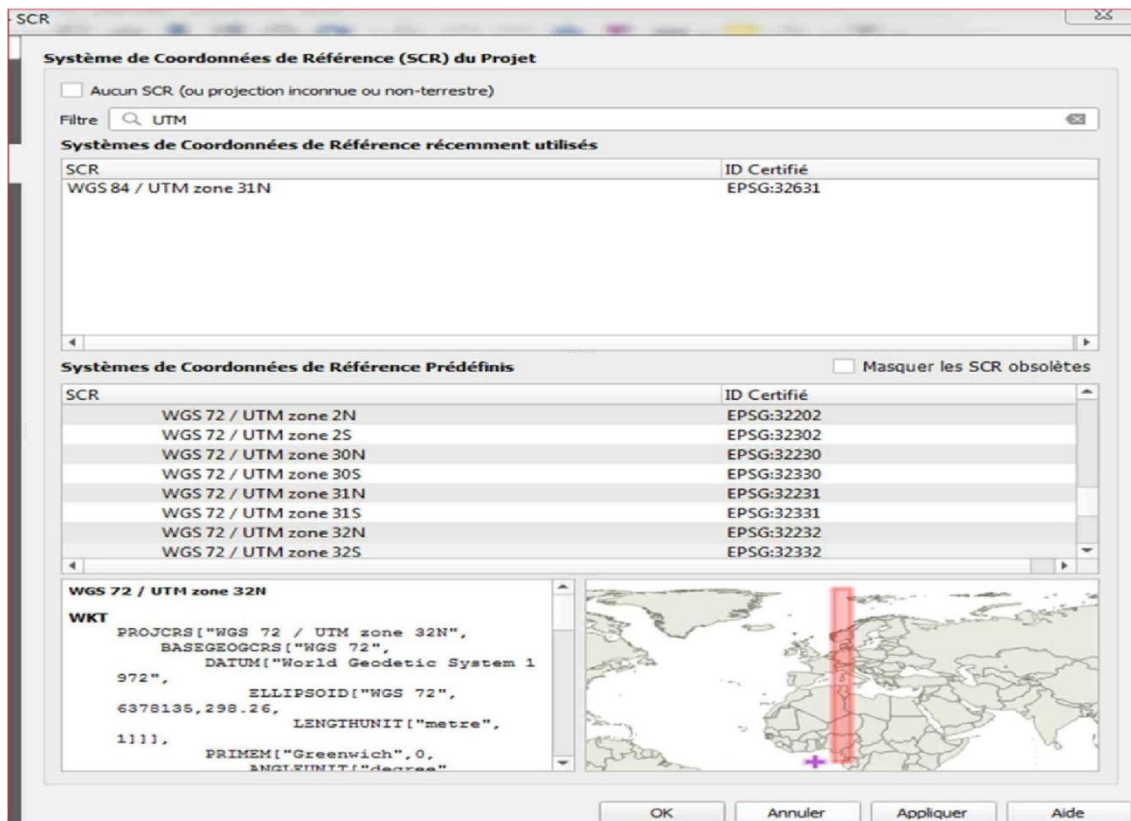 SCR
Système de Coordonnées de Référence (SCR) du Projet
Aucun SCR (ou projection inconnue ou non-terrestre)
Filtre UTM
Systèmes de Coordonnées de Référence récemment utilisés
SCR ID Certifié
WGS 84 / UTM zone 31N EPSG:32631
Systèmes de Coordonnées de Référence Prédéfinis Masquer les SCR obsolètes
SCR ID Certifié
WGS 72 / UTM zone 2N EPSG:32202
WGS 72 / UTM zone 2S EPSG:32302
WGS 72 / UTM zone 30N EPSG:32230
WGS 72 / UTM zone 30S EPSG:32330
WGS 72 / UTM zone 31N EPSG:32231
WGS 72 / UTM zone 31S EPSG:32331
WGS 72 / UTM zone 32N EPSG:32232
WGS 72 / UTM zone 32S EPSG:32332
WGS 72 / UTM zone 32N
WKT
PROJCRS["WGS 72 / UTM zone 32N",
BASEGEOGCRS["WGS 72",
DATUM["World Geodetic System 1
972",
ELLIPSOID["WGS 72",
6378135,298.26,
LENGTHUNIT["metre",
1]]],
PRIMEM["Greenwich",0,
ANGLEUNIT["degree"
OK Annuler Appliquer Aide